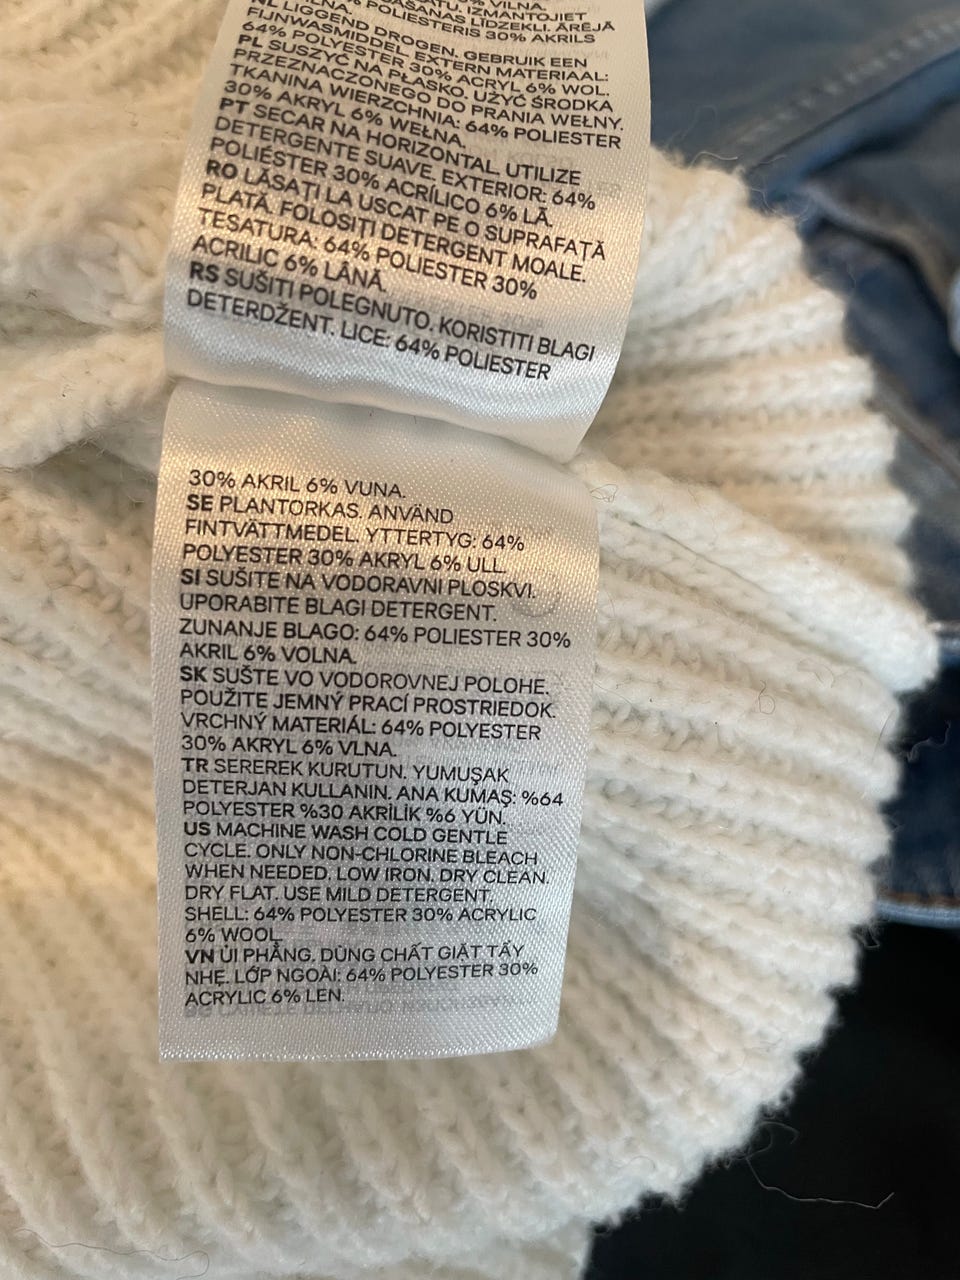 % VILNA.
IZMANTOJIET
LĪDZEKLI. ĀRĒJĀ
POLIESTERIS 30% AKRILS
NL LIGGEND DROGEN. GEBRUIK EEN
FIJNWASMIDDEL. EXTERN MATERIAAL:
64% POLYESTER 30% ACRYL 6% WOL.
PL SUSZYĆ NA PŁASKO. UŻYĆ ŚRODKA
PRZEZNACZONEGO DO PRANIA WEŁNY.
TKANINA WIERZCHNIA: 64% POLIESTER
30% AKRYL 6% WEŁNA.
PT SECAR NA HORIZONTAL. UTILIZE
DETERGENTE SUAVE. EXTERIOR: 64%
POLIÉSTER 30% ACRÍLICO 6% LÃ.
RO LĂSAȚI LA USCAT PE O SUPRAFAȚĂ
PLATĂ. FOLOSIȚI DETERGENT MOALE.
TESATURA: 64% POLIESTER 30%
ACRILIC 6% LÂNĂ.
RS SUŠITI POLEGNUTO. KORISTITI BLAGI
DETERDŽENT. LICE: 64% POLIESTER
30% AKRIL 6% VUNA.
SE PLANTORKAS. ANVÄND
FINTVÄTTMEDEL. YTTERTYG: 64%
POLYESTER 30% AKRYL 6% ULL.
SI SUŠITE NA VODORAVNI PLOSKVI.
UPORABITE BLAGI DETERGENT.
ZUNANJE BLAGO: 64% POLIESTER 30%
AKRIL 6% VOLNA.
SK SUŠTE VO VODOROVNEJ POLOHE.
POUŽITE JEMNÝ PRACÍ PROSTRIEDOK.
VRCHNÝ MATERIÁL: 64% POLYESTER
30% AKRYL 6% VLNA.
TR SEREREK KURUTUN. YUMUŞAK
DETERJAN KULLANIN. ANA KUMAŞ: %64
POLYESTER %30 AKRİLİK %6 YÜN.
US MACHINE WASH COLD GENTLE
CYCLE. ONLY NON-CHLORINE BLEACH
WHEN NEEDED. LOW IRON. DRY CLEAN.
DRY FLAT. USE MILD DETERGENT.
SHELL: 64% POLYESTER 30% ACRYLIC
6% WOOL.
VN ỦI PHẲNG. DÙNG CHẤT GIẶT TẨY
NHẸ. LỚP NGOÀI: 64% POLYESTER 30%
ACRYLIC 6% LEN.